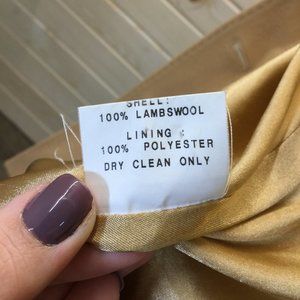 SHELL:
100% LAMBSWOOL
LINING :
100% POLYESTER
DRY CLEAN ONLY